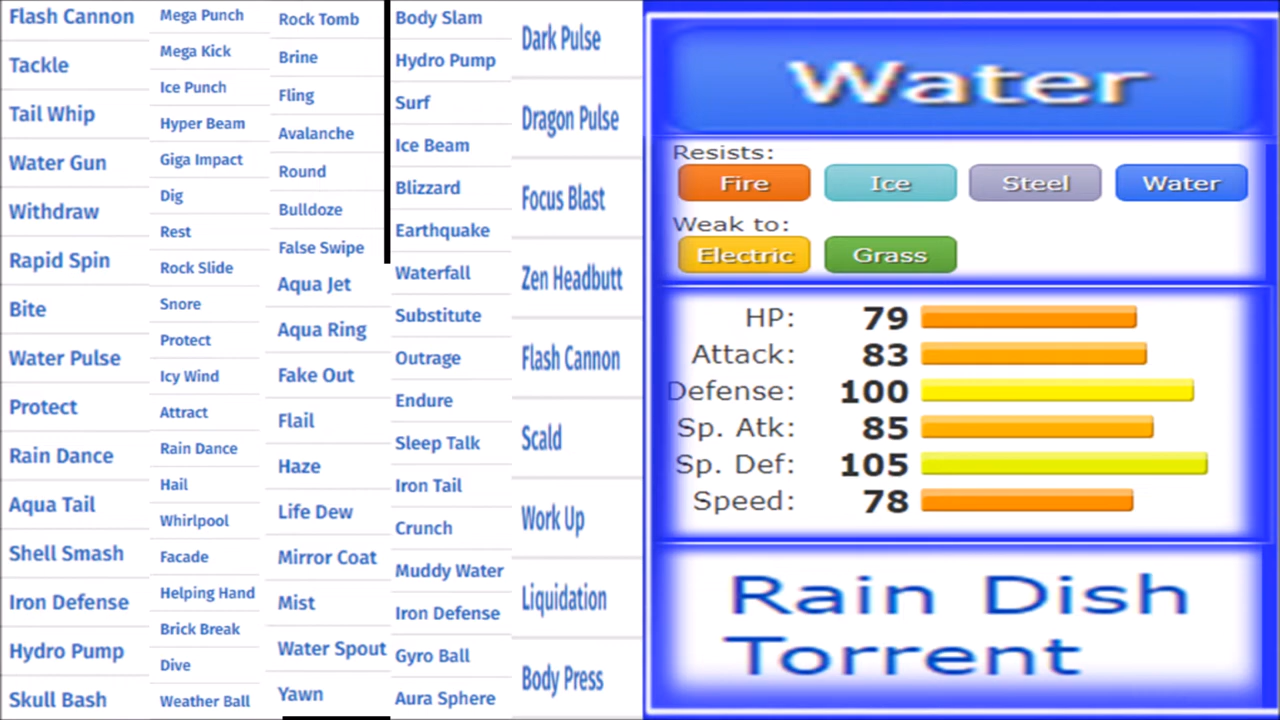 Flash Cannon
Tackle
Tail Whip
Water Gun
Withdraw
Rapid Spin
Bite
Water Pulse
Protect
Rain Dance
Aqua Tail
Shell Smash
Iron Defense
Hydro Pump
Skull Bash
Mega Punch
Mega Kick
Ice Punch
Hyper Beam
Giga Impact
Dig
Rest
Rock Slide
Snore
Protect
Icy Wind
Attract
Rain Dance
Hail
Whirlpool
Facade
Helping Hand
Brick Break
Dive
Weather Ball
Rock Tomb
Brine
Fling
Avalanche
Round
Bulldoze
False Swipe
Aqua Jet
Aqua Ring
Fake Out
Flail
Haze
Life Dew
Mirror Coat
Mist
Water Spout
Yawn
Body Slam
Hydro Pump
Surf
Ice Beam
Blizzard
Earthquake
Waterfall
Substitute
Outrage
Endure
Sleep Talk
Iron Tail
Crunch
Muddy Water
Iron Defense
Gyro Ball
Aura Sphere
Dark Pulse
Dragon Pulse
Focus Blast
Zen Headbutt
Flash Cannon
Scald
Work Up
Liquidation
Body Press
Water
Resists:
Fire Ice Steel Water
Weak to:
Electric Grass
HP: 79
Attack: 83
Defense: 100
Sp. Atk: 85
Sp. Def: 105
Speed: 78
Rain Dish
Torrent